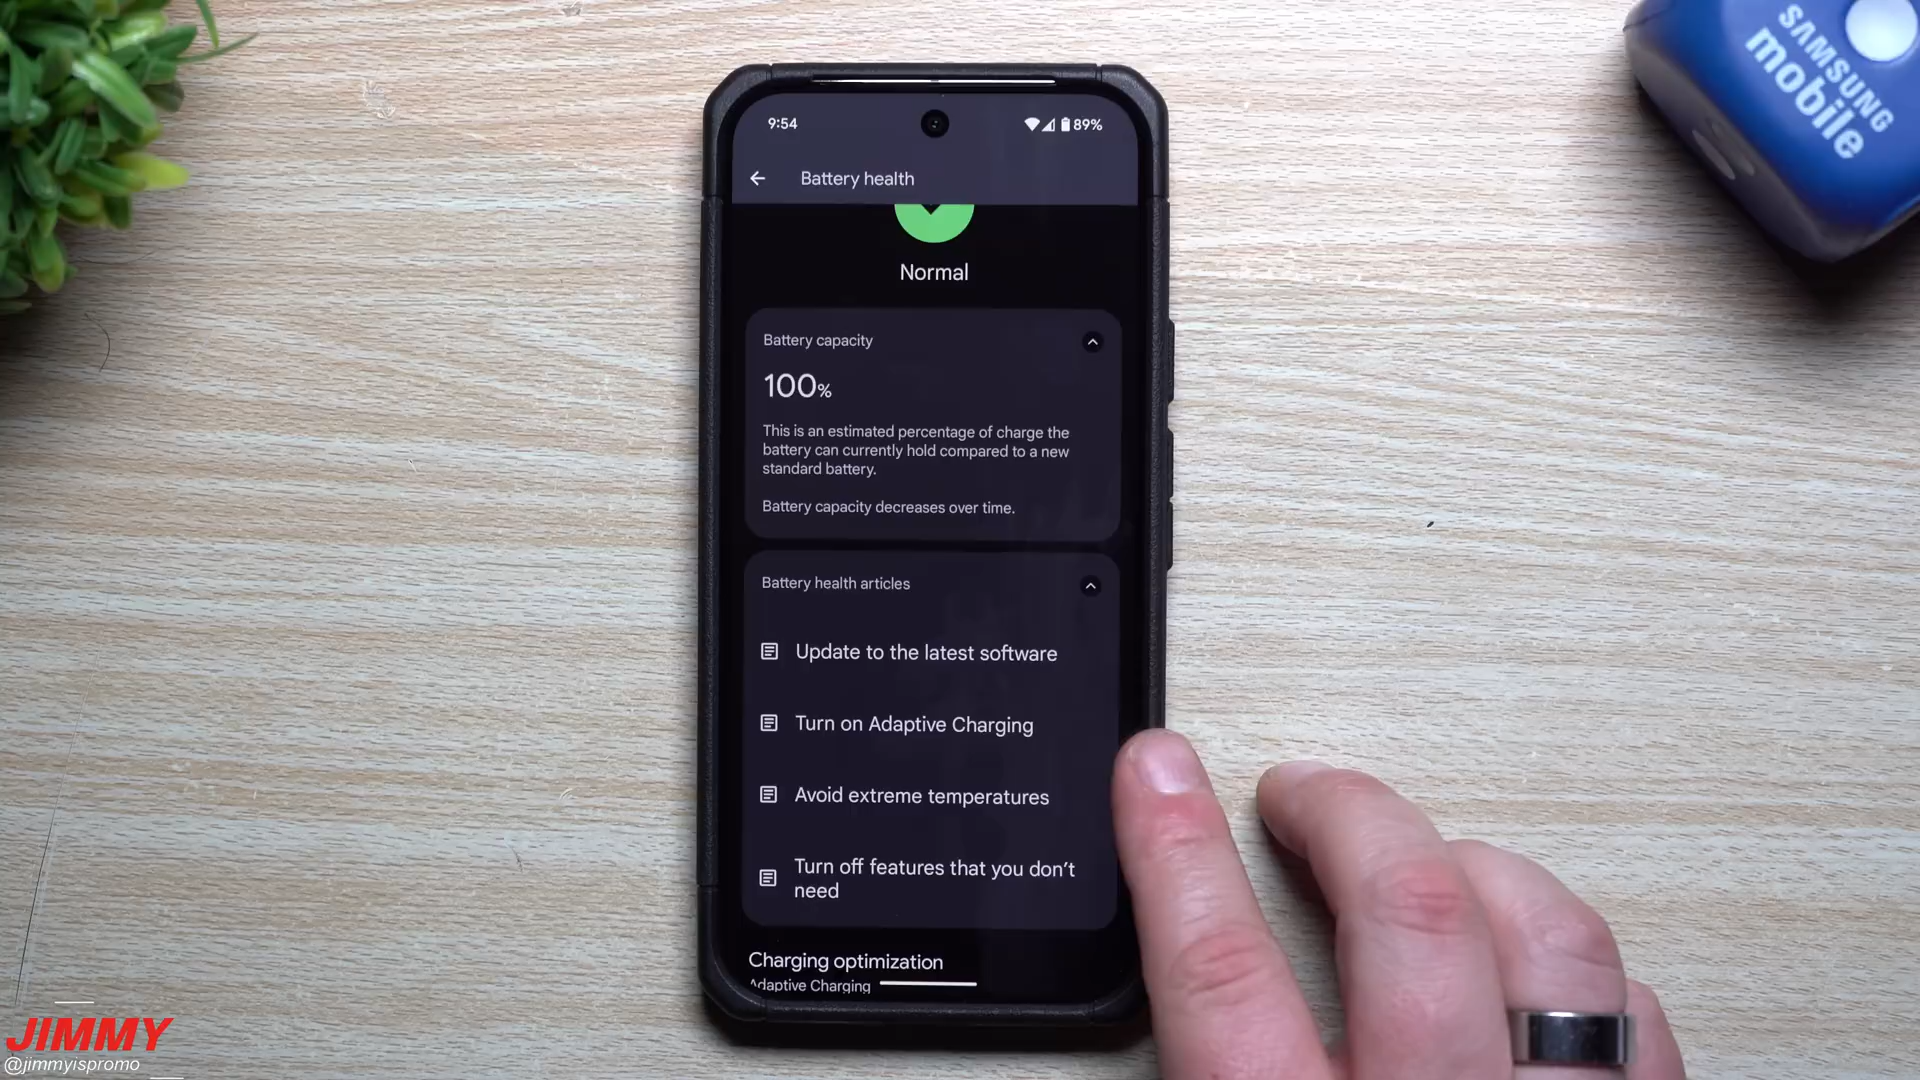 SAMSUNG
mobile
9:54
89%
Battery health
Normal
Battery capacity
100%
This is an estimated percentage of charge the
battery can currently hold compared to a new
standard battery.
Battery capacity decreases over time.
Battery health articles
Update to the latest software
Turn on Adaptive Charging
Avoid extreme temperatures
Turn off features that you don't
need
Charging optimization
Adaptive Charging
JIMMY
@jimmyispromo